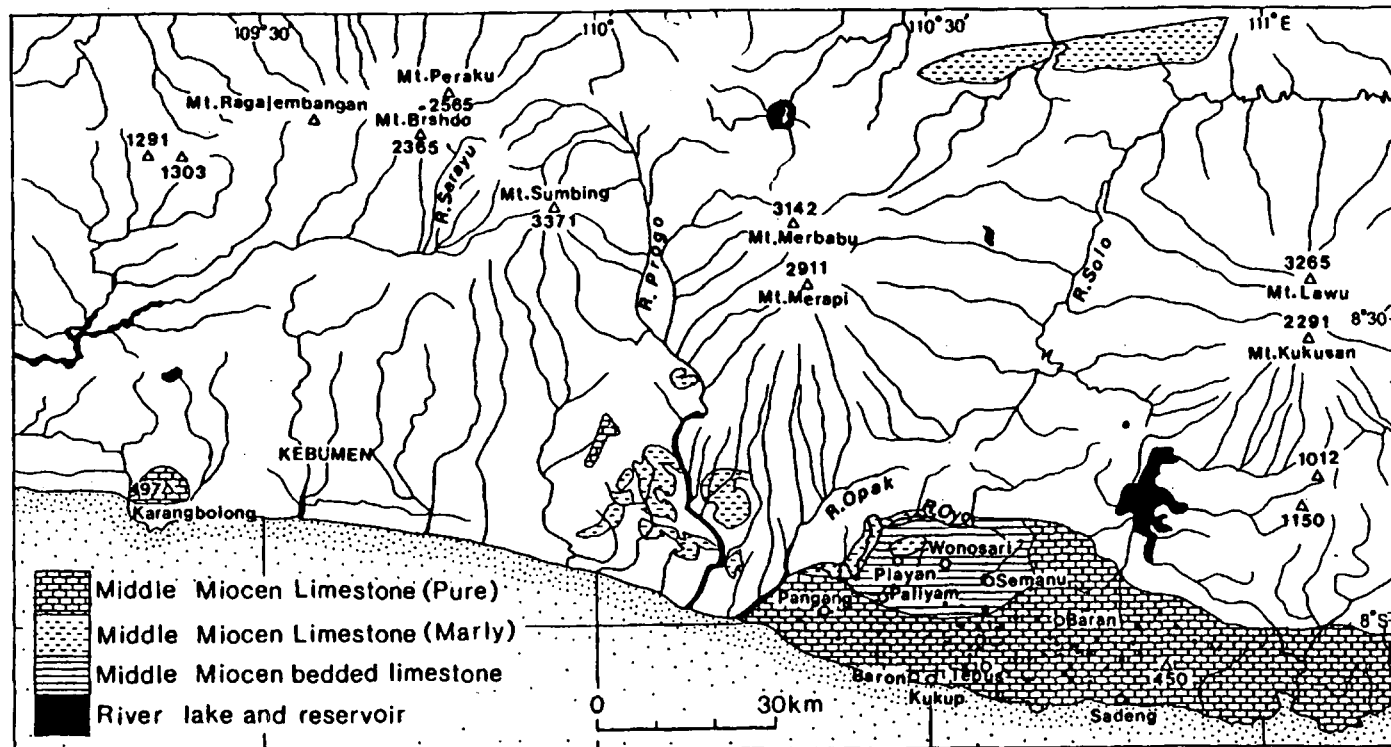 109°30'
110°
110°30'
111°E
Mt.Peraku
2565
Mt.Ragajembangan
Mt.Brshdo
2365
1291
1303
R.Sarayu
Mt.Sumbing
3371
R. Progo
3142
Mt.Merbabu
2911
Mt.Merapi
R.Solo
3265
Mt.Lawu
8°30'
2291
Mt.Kukusan
KEBUMEN
497
Karangbolong
1012
1150
R.Opak
R.Oyo
Wonosari
Playan
Semanu
Paliyam
Pangang
Baran
8°S
Baron
Tepus
450
Kukup
Sadeng
Middle Miocen Limestone (Pure)
Middle Miocen Limestone (Marly)
Middle Miocen bedded limestone
River lake and reservoir
0 30km